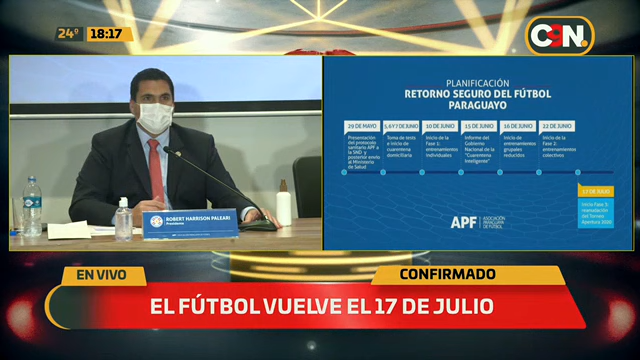 24º 18:17
C9N.
PLANIFICACIÓN
RETORNO SEGURO DEL FÚTBOL
PARAGUAYO
29 DE MAYO
Presentación
del protocolo
sanitario APF a
la SND y
posterior envío
al Ministerio
de Salud
5, 6 Y 7 DE JUNIO
Toma de tests
e inicio de
cuarentena
domiciliaria
10 DE JUNIO
Inicio de la
Fase 1:
entrenamientos
individuales
15 DE JUNIO
Informe del
Gobierno
Nacional de la
"Cuarentena
Inteligente"
16 DE JUNIO
Inicio de
entrenamientos
grupales
reducidos
22 DE JUNIO
Inicio de la
Fase 2:
entrenamientos
colectivos
17 DE JULIO
Inicio Fase 3:
reanudación
del Torneo
Apertura 2020
APF
ASOCIACIÓN
PARAGUAYA
DE FÚTBOL
ROBERT HARRISON PALEARI
Presidente
EN VIVO
CONFIRMADO
EL FÚTBOL VUELVE EL 17 DE JULIO